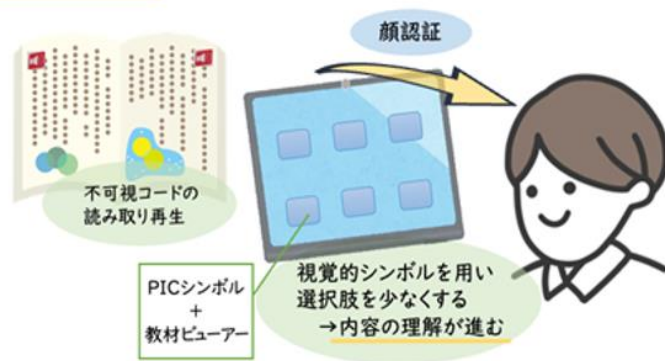 顔認証
不可視コードの
読み取り再生
PICシンボル
+
教材ビューアー
視覚的シンボルを用い
選択肢を少なくする
→内容の理解が進む